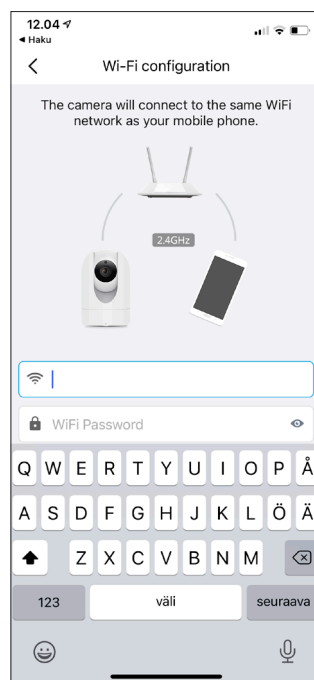 12.04
◀ Haku
Wi-Fi configuration
The camera will connect to the same WiFi
network as your mobile phone.
2.4GHz
WiFi Password
Q W E R T Y U I O P Å
A S D F G H J K L Ö Ä
Z X C V B N M
123 väli seuraava